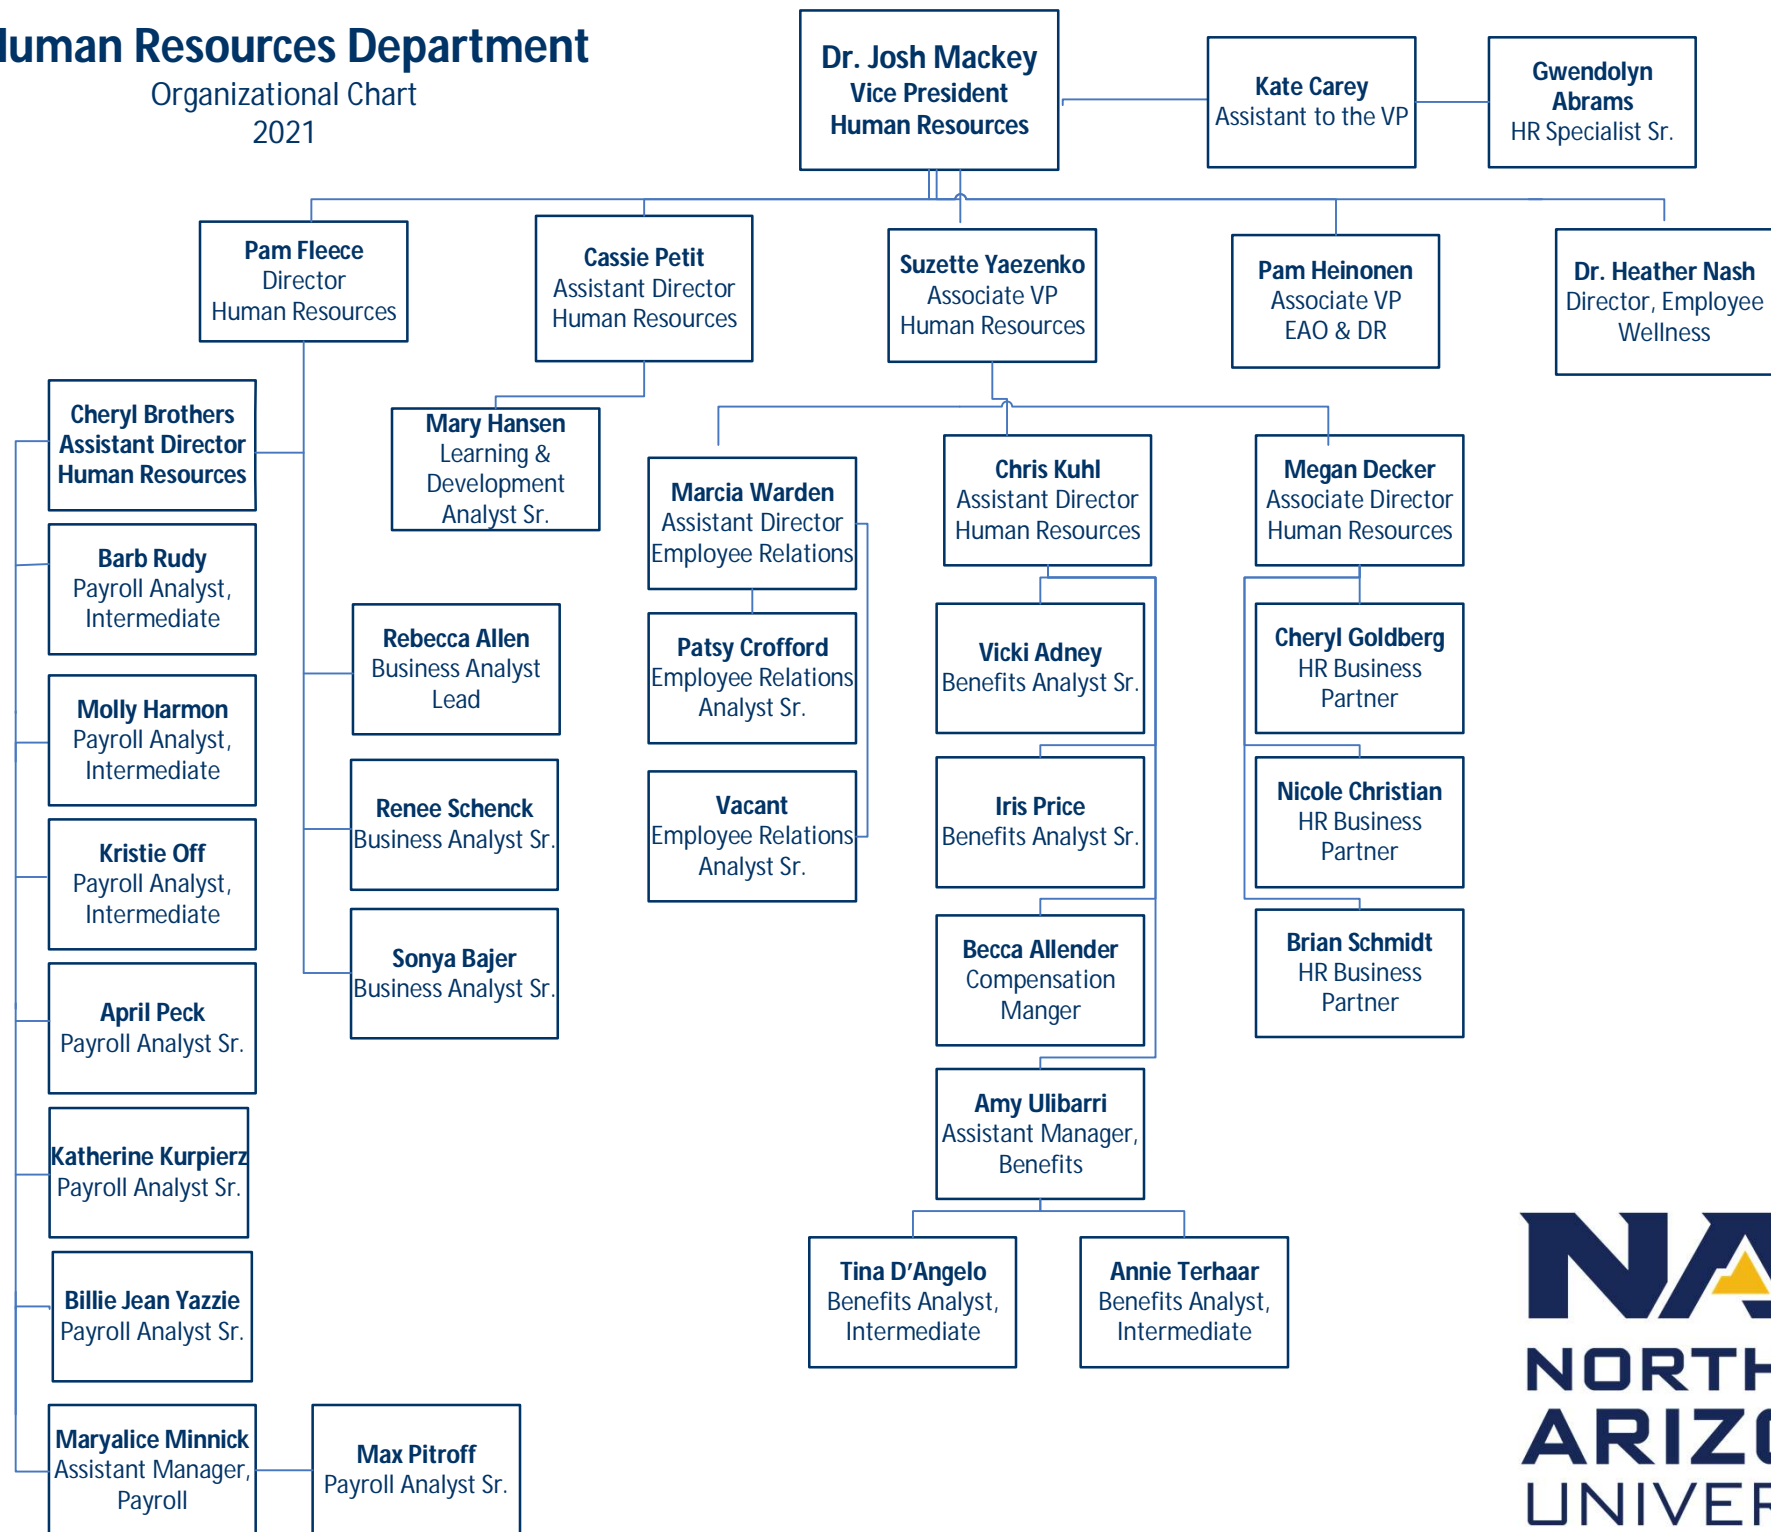 Human Resources Department
Organizational Chart
2021
Dr. Josh Mackey
Vice President
Human Resources
Kate Carey
Assistant to the VP
Gwendolyn
Abrams
HR Specialist Sr.
Pam Fleece
Director
Human Resources
Cassie Petit
Assistant Director
Human Resources
Suzette Yaezenko
Associate VP
Human Resources
Pam Heinonen
Associate VP
EAO & DR
Dr. Heather Nash
Director, Employee
Wellness
Cheryl Brothers
Assistant Director
Human Resources
Barb Rudy
Payroll Analyst,
Intermediate
Molly Harmon
Payroll Analyst,
Intermediate
Kristie Off
Payroll Analyst,
Intermediate
April Peck
Payroll Analyst Sr.
Katherine Kurpierz
Payroll Analyst Sr.
Billie Jean Yazzie
Payroll Analyst Sr.
Maryalice Minnick
Assistant Manager,
Payroll
Max Pitroff
Payroll Analyst Sr.
Rebecca Allen
Business Analyst
Lead
Renee Schenck
Business Analyst Sr.
Sonya Bajer
Business Analyst Sr.
Mary Hansen
Learning &
Development
Analyst Sr.
Marcia Warden
Assistant Director
Employee Relations
Patsy Crofford
Employee Relations
Analyst Sr.
Vacant
Employee Relations
Analyst Sr.
Chris Kuhl
Assistant Director
Human Resources
Vicki Adney
Benefits Analyst Sr.
Iris Price
Benefits Analyst Sr.
Becca Allender
Compensation
Manger
Amy Ulibarri
Assistant Manager,
Benefits
Tina D’Angelo
Benefits Analyst,
Intermediate
Annie Terhaar
Benefits Analyst,
Intermediate
Megan Decker
Associate Director
Human Resources
Cheryl Goldberg
HR Business
Partner
Nicole Christian
HR Business
Partner
Brian Schmidt
HR Business
Partner
NA
NORTH
ARIZO
UNIVER